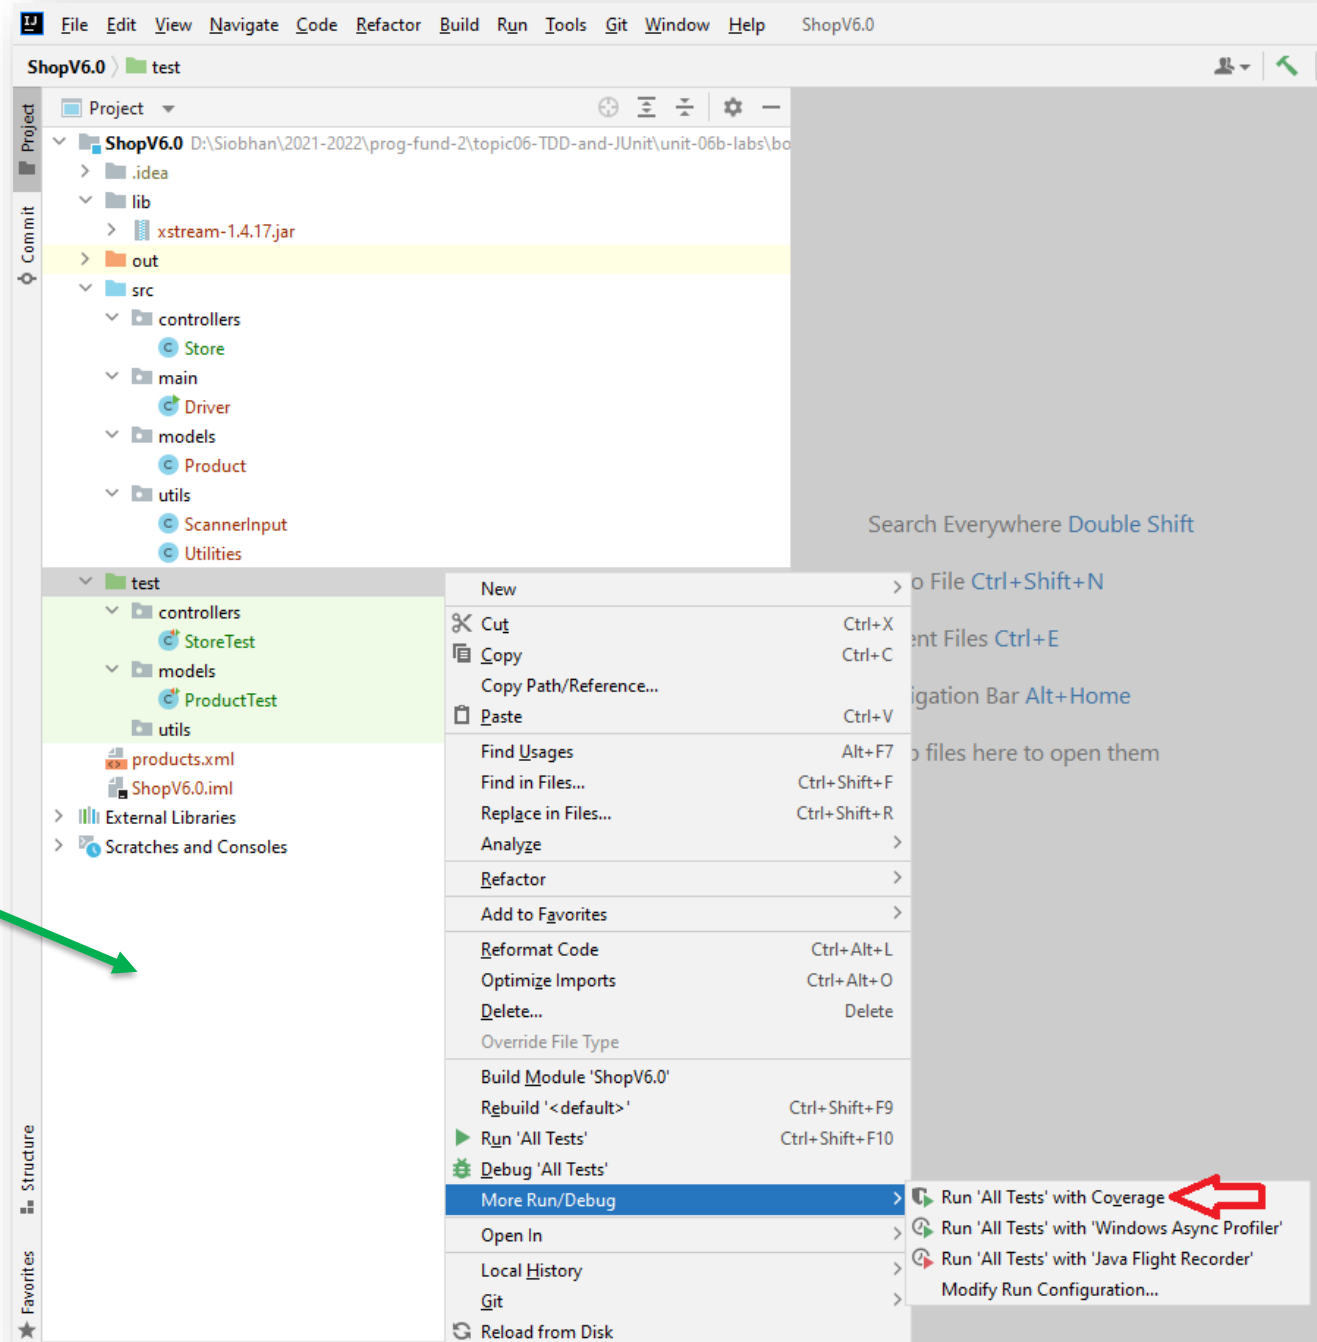 IJ File Edit View Navigate Code Refactor Build Run Tools Git Window Help ShopV6.0
ShopV6.0 test
Project
Project
ShopV6.0 D:\Siobhan\2021-2022\prog-fund-2\topic06-TDD-and-JUnit\unit-06b-labs\bo
.idea
lib
Commit
xstream-1.4.17.jar
out
src
controllers
Store
main
Driver
models
Product
utils
ScannerInput
Search Everywhere Double Shift
Utilities
test
New
o File Ctrl+Shift+N
controllers
Cut Ctrl+X
StoreTest
ent Files Ctrl+E
Copy Ctrl+C
models
Copy Path/Reference...
ProductTest
igation Bar Alt+Home
Paste Ctrl+V
utils
Find Usages Alt+F7
files here to open them
products.xml
Find in Files... Ctrl+Shift+F
ShopV6.0.iml
Replace in Files... Ctrl+Shift+R
External Libraries
Analyze
Scratches and Consoles
Refactor
Add to Favorites
Reformat Code Ctrl+Alt+L
Optimize Imports Ctrl+Alt+O
Delete... Delete
Override File Type
Build Module 'ShopV6.0'
Rebuild '<default>' Ctrl+Shift+F9
Run 'All Tests' Ctrl+Shift+F10
Structure
Debug 'All Tests'
More Run/Debug
Run 'All Tests' with Coverage
Open In
Run 'All Tests' with 'Windows Async Profiler'
Local History
Run 'All Tests' with 'Java Flight Recorder'
Git
Modify Run Configuration...
Favorites
Reload from Disk